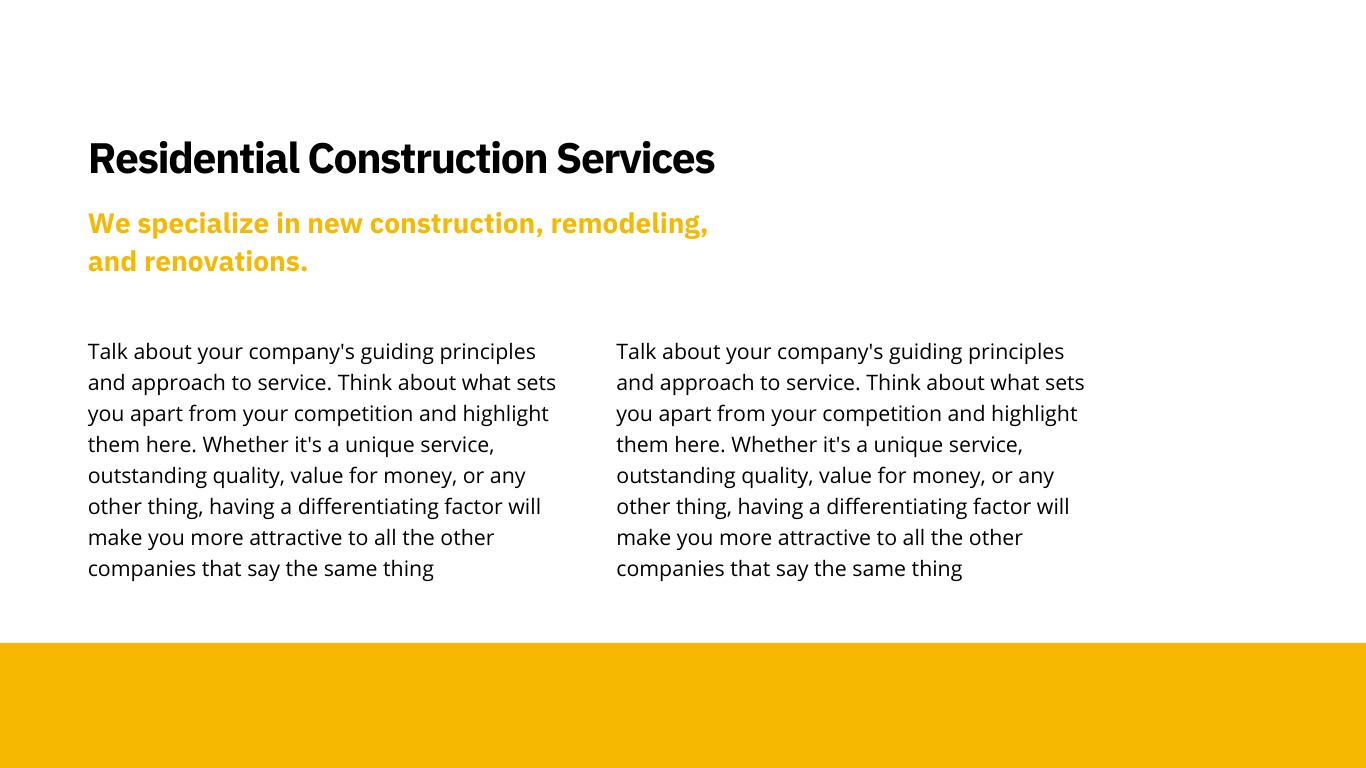 Residential Construction Services
We specialize in new construction, remodeling,
and renovations.
Talk about your company's guiding principles
and approach to service. Think about what sets
you apart from your competition and highlight
them here. Whether it's a unique service,
outstanding quality, value for money, or any
other thing, having a differentiating factor will
make you more attractive to all the other
companies that say the same thing
Talk about your company's guiding principles
and approach to service. Think about what sets
you apart from your competition and highlight
them here. Whether it's a unique service,
outstanding quality, value for money, or any
other thing, having a differentiating factor will
make you more attractive to all the other
companies that say the same thing